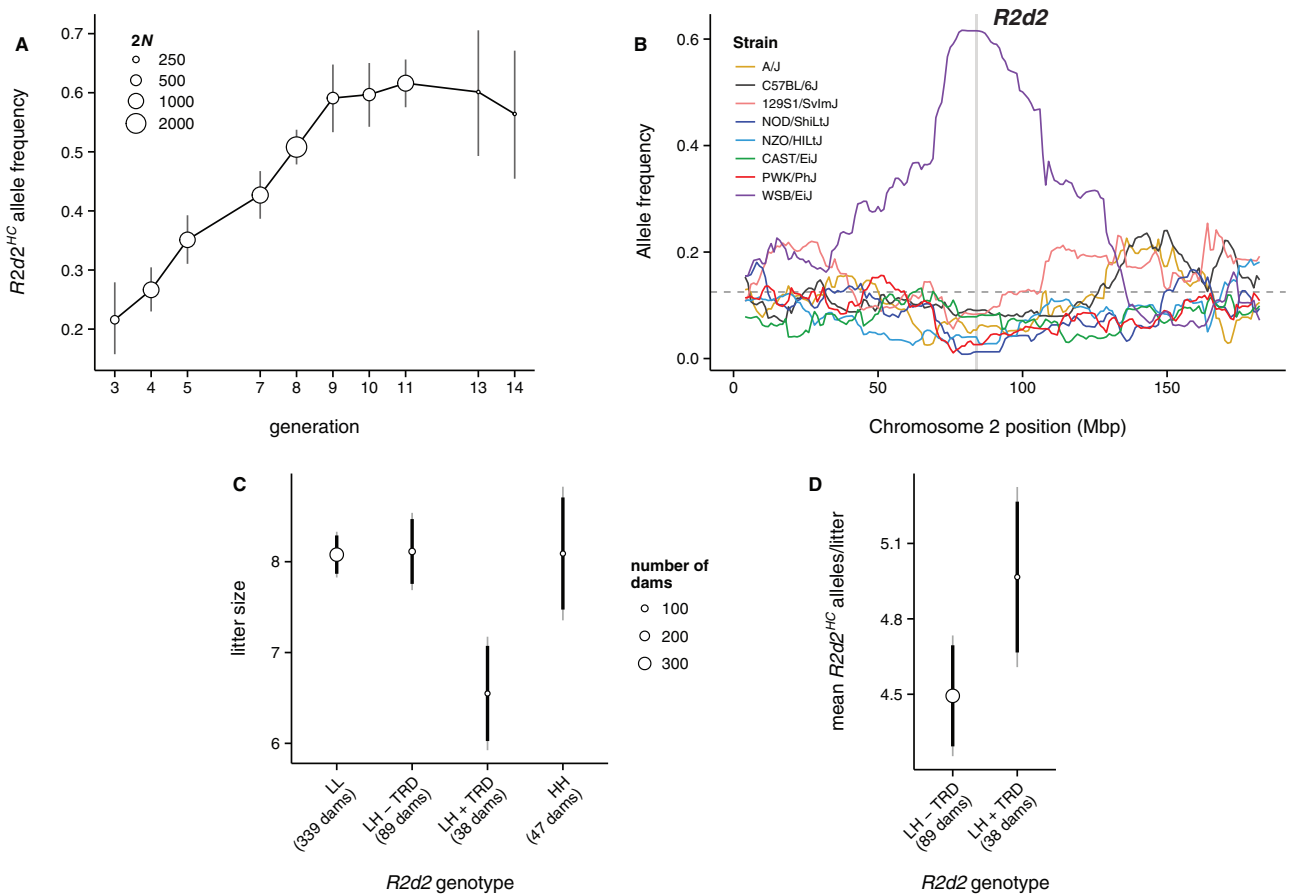 A
2N
250
500
1000
2000
R2d2^HC allele frequency
0.7
0.6
0.5
0.4
0.3
0.2
3 4 5 7 8 9 10 11 13 14
generation
B
R2d2
Strain
A/J
C57BL/6J
129S1/SvImJ
NOD/ShiLtJ
NZO/HILtJ
CAST/EiJ
PWK/PhJ
WSB/EiJ
Allele frequency
0.6
0.4
0.2
0.0
0 50 100 150
Chromosome 2 position (Mbp)
C
litter size
8
7
6
LL
(339 dams)
LH − TRD
(89 dams)
LH + TRD
(38 dams)
HH
(47 dams)
R2d2 genotype
number of
dams
100
200
300
D
mean R2d2^HC alleles/litter
5.1
4.8
4.5
LH − TRD
(89 dams)
LH + TRD
(38 dams)
R2d2 genotype